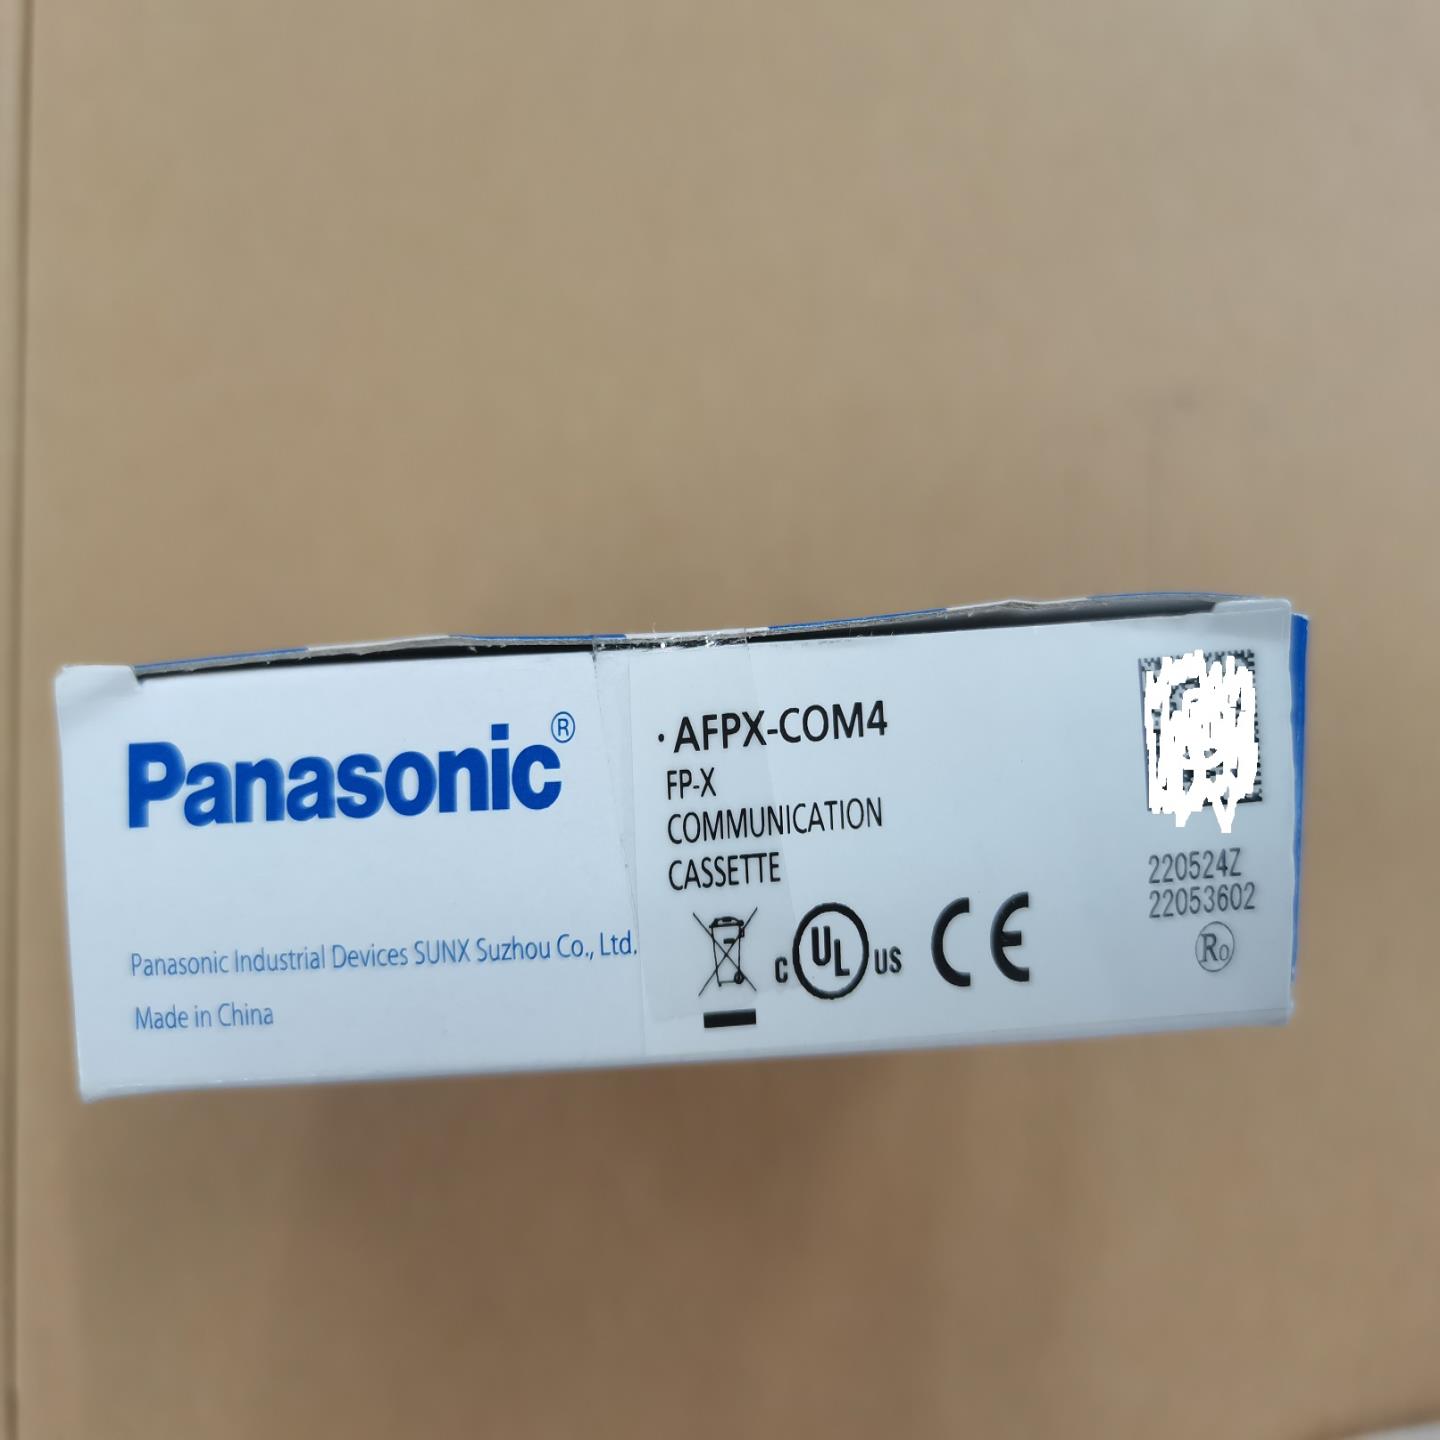 Panasonic®
Panasonic Industrial Devices SUNX Suzhou Co., Ltd.
Made in China
· AFPX-COM4
FP-X
COMMUNICATION
CASSETTE
C UL US CE
220524Z
22053602
Ro